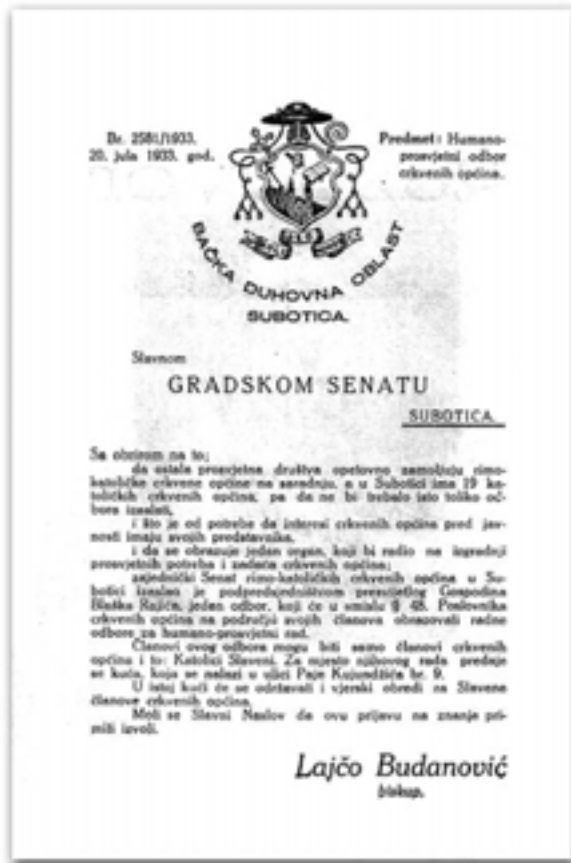 Br. 2581/1933.
20. jula 1933. god.
Predmet: Humano-
prosvjetni odbor
crkvenih općina.
BAČKA DUHOVNA OBLAST
SUBOTICA.
Slavnom
GRADSKOM SENATU
SUBOTICA.
Sa obzirom na to;
da ostala prosvjetna društva opetovno zamoljuju rimo-
katoličke crkvene općine na saradnju, a u Subotici ima 19 ka-
toličkih crkvenih općina, pa da ne bi trebalo isto toliko od-
bora izaslati,
i što je od potrebe da interesi crkvenih općina pred jav-
nosti imaju svojih predstavnika,
i da se obrazuje jedan organ, koji bi radio na izgradnji
prosvjetnih potreba i zadaća crkvenih općina;
zajednički Senat rimo-katoličkih crkvenih općina u Su-
botici izaslao je podpredsjedništvom presvijetlog Gospodina
Blaška Rajića, jedan odbor, koji će u smislu § 48. Poslovnika
crkvenih općina na području svojih članova obrazovati radne
odbore za humano-prosvjetni rad.
Članovi ovog odbora mogu biti samo članovi crkvenih
općina i to: Katolici Slaveni. Za mjesto njihovog rada predaje
se kuća, koja se nalazi u ulici Paje Kujundžića br. 9.
U istoj kući će se održavati i vjerski obredi za Slavene
članove crkvenih općina.
Moli se Slavni Naslov da ovu prijavu na znanje pri-
miti izvoli.
Lajčo Budanović
biskup.